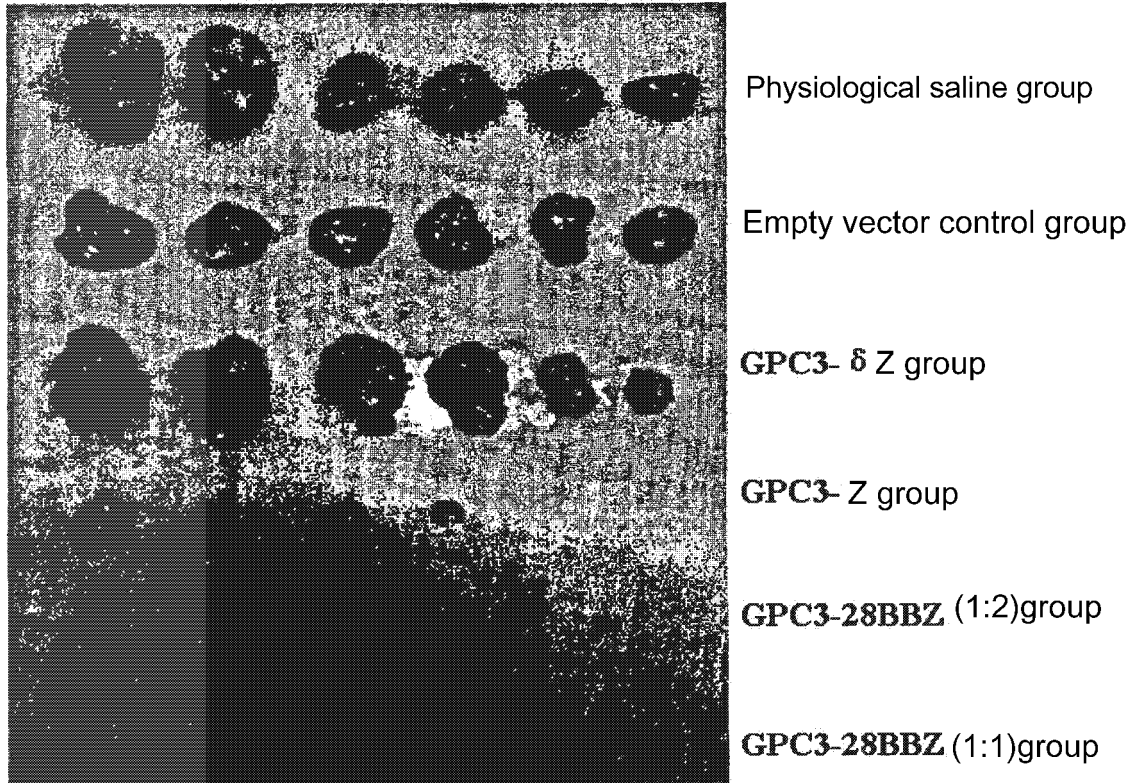 Physiological saline group
Empty vector control group
GPC3- δ Z group
GPC3- Z group
GPC3-28BBZ (1:2)group
GPC3-28BBZ (1:1)group